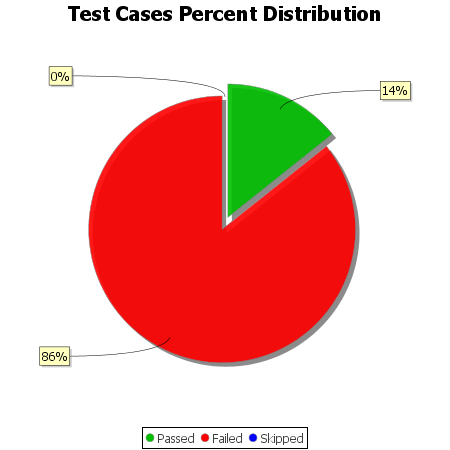 Test Cases Percent Distribution
0%
14%
86%
Passed Failed Skipped